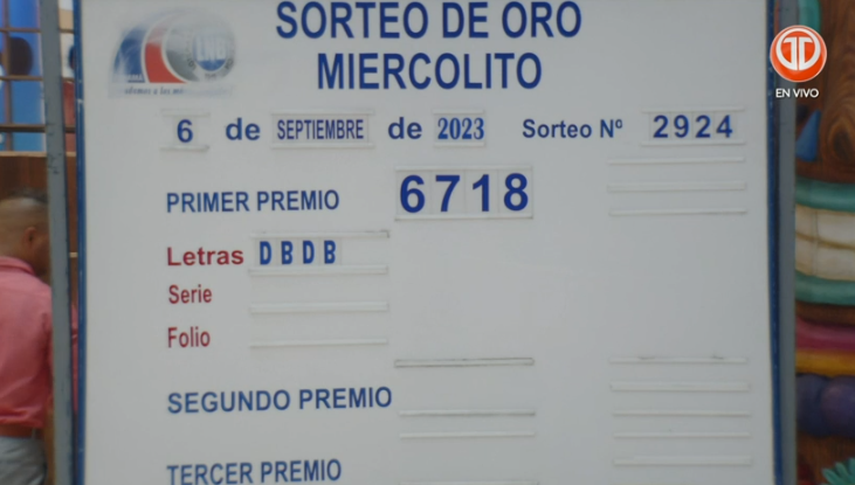 SORTEO DE ORO
MIERCOLITO
LNB
6 de SEPTIEMBRE de 2023 Sorteo Nº 2924
PRIMER PREMIO 6718
Letras DBDB
Serie
Folio
SEGUNDO PREMIO
TERCER PREMIO
EN VIVO